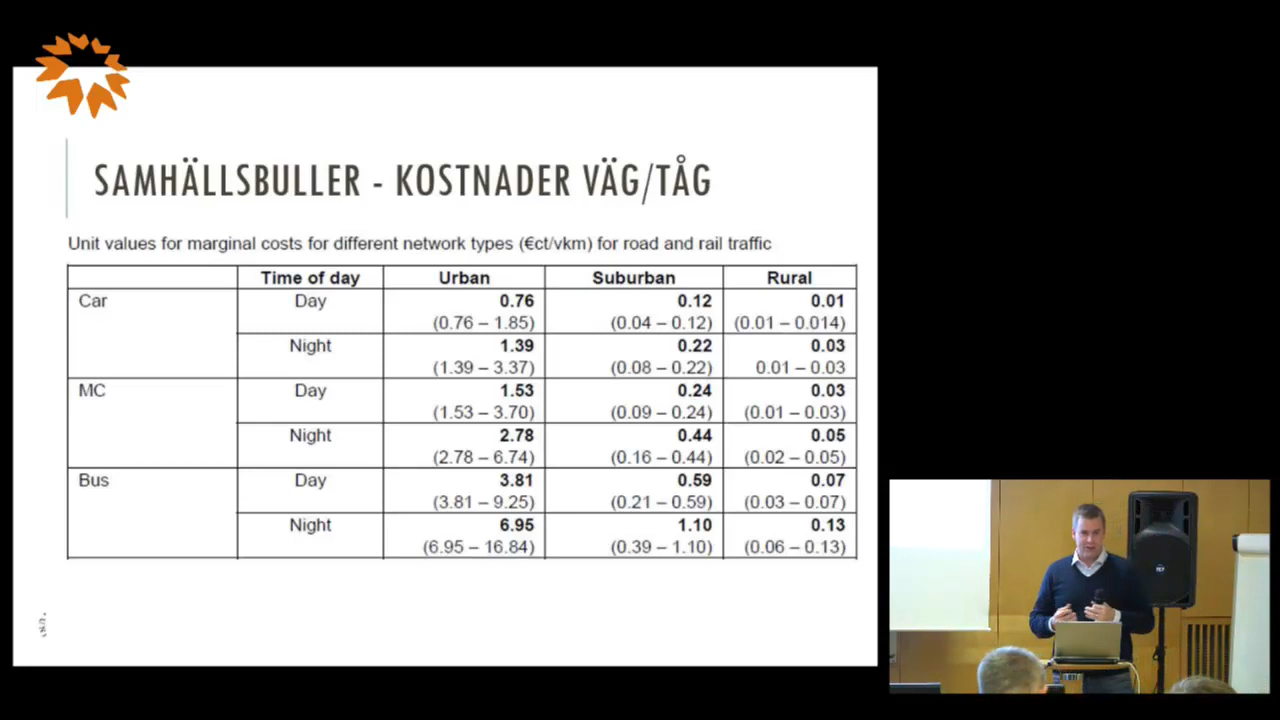 SAMHÄLLSBULLER - KOSTNADER VÄG/TÅG
Unit values for marginal costs for different network types (€ct/vkm) for road and rail traffic
Time of day Urban Suburban Rural
Car Day 0.76 0.12 0.01
(0.76 – 1.85) (0.04 – 0.12) (0.01 – 0.014)
Night 1.39 0.22 0.03
(1.39 – 3.37) (0.08 – 0.22) 0.01 – 0.03
MC Day 1.53 0.24 0.03
(1.53 – 3.70) (0.09 – 0.24) (0.01 – 0.03)
Night 2.78 0.44 0.05
(2.78 – 6.74) (0.16 – 0.44) (0.02 – 0.05)
Bus Day 3.81 0.59 0.07
(3.81 – 9.25) (0.21 – 0.59) (0.03 – 0.07)
Night 6.95 1.10 0.13
(6.95 – 16.84) (0.39 – 1.10) (0.06 – 0.13)